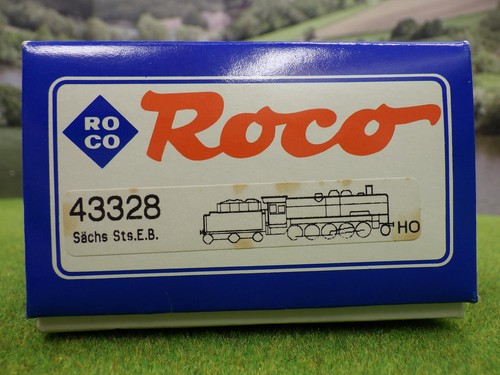 RO
CO
Roco
43328
Sächs Sts.E.B.
HO